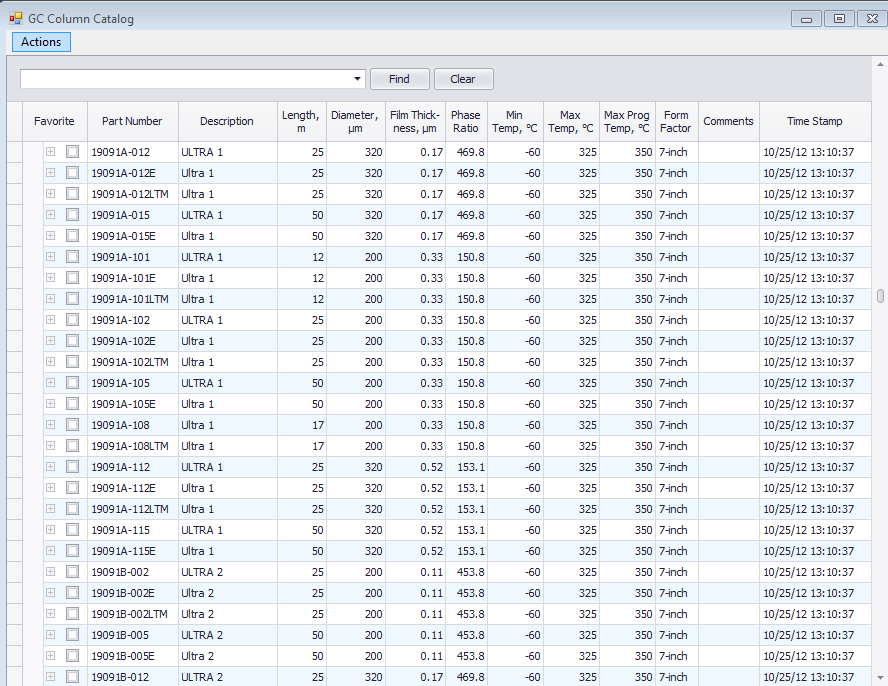 GC Column Catalog
Actions
Find Clear
Favorite Part Number Description Length, m Diameter, µm Film Thick-ness, µm Phase Ratio Min Temp, ºC Max Temp, ºC Max Prog Temp, ºC Form Factor Comments Time Stamp
19091A-012 ULTRA 1 25 320 0.17 469.8 -60 325 350 7-inch 10/25/12 13:10:37
19091A-012E Ultra 1 25 320 0.17 469.8 -60 325 350 7-inch 10/25/12 13:10:37
19091A-012LTM Ultra 1 25 320 0.17 469.8 -60 325 350 7-inch 10/25/12 13:10:37
19091A-015 ULTRA 1 50 320 0.17 469.8 -60 325 350 7-inch 10/25/12 13:10:37
19091A-015E Ultra 1 50 320 0.17 469.8 -60 325 350 7-inch 10/25/12 13:10:37
19091A-101 ULTRA 1 12 200 0.33 150.8 -60 325 350 7-inch 10/25/12 13:10:37
19091A-101E Ultra 1 12 200 0.33 150.8 -60 325 350 7-inch 10/25/12 13:10:37
19091A-101LTM Ultra 1 12 200 0.33 150.8 -60 325 350 7-inch 10/25/12 13:10:37
19091A-102 ULTRA 1 25 200 0.33 150.8 -60 325 350 7-inch 10/25/12 13:10:37
19091A-102E Ultra 1 25 200 0.33 150.8 -60 325 350 7-inch 10/25/12 13:10:37
19091A-102LTM Ultra 1 25 200 0.33 150.8 -60 325 350 7-inch 10/25/12 13:10:37
19091A-105 ULTRA 1 50 200 0.33 150.8 -60 325 350 7-inch 10/25/12 13:10:37
19091A-105E Ultra 1 50 200 0.33 150.8 -60 325 350 7-inch 10/25/12 13:10:37
19091A-108 Ultra 1 17 200 0.33 150.8 -60 325 350 7-inch 10/25/12 13:10:37
19091A-108LTM Ultra 1 17 200 0.33 150.8 -60 325 350 7-inch 10/25/12 13:10:37
19091A-112 ULTRA 1 25 320 0.52 153.1 -60 325 350 7-inch 10/25/12 13:10:37
19091A-112E Ultra 1 25 320 0.52 153.1 -60 325 350 7-inch 10/25/12 13:10:37
19091A-112LTM Ultra 1 25 320 0.52 153.1 -60 325 350 7-inch 10/25/12 13:10:37
19091A-115 ULTRA 1 50 320 0.52 153.1 -60 325 350 7-inch 10/25/12 13:10:37
19091A-115E Ultra 1 50 320 0.52 153.1 -60 325 350 7-inch 10/25/12 13:10:37
19091B-002 ULTRA 2 25 200 0.11 453.8 -60 325 350 7-inch 10/25/12 13:10:37
19091B-002E Ultra 2 25 200 0.11 453.8 -60 325 350 7-inch 10/25/12 13:10:37
19091B-002LTM Ultra 2 25 200 0.11 453.8 -60 325 350 7-inch 10/25/12 13:10:37
19091B-005 ULTRA 2 50 200 0.11 453.8 -60 325 350 7-inch 10/25/12 13:10:37
19091B-005E Ultra 2 50 200 0.11 453.8 -60 325 350 7-inch 10/25/12 13:10:37
19091B-012 ULTRA 2 25 320 0.17 469.8 -60 325 350 7-inch 10/25/12 13:10:37